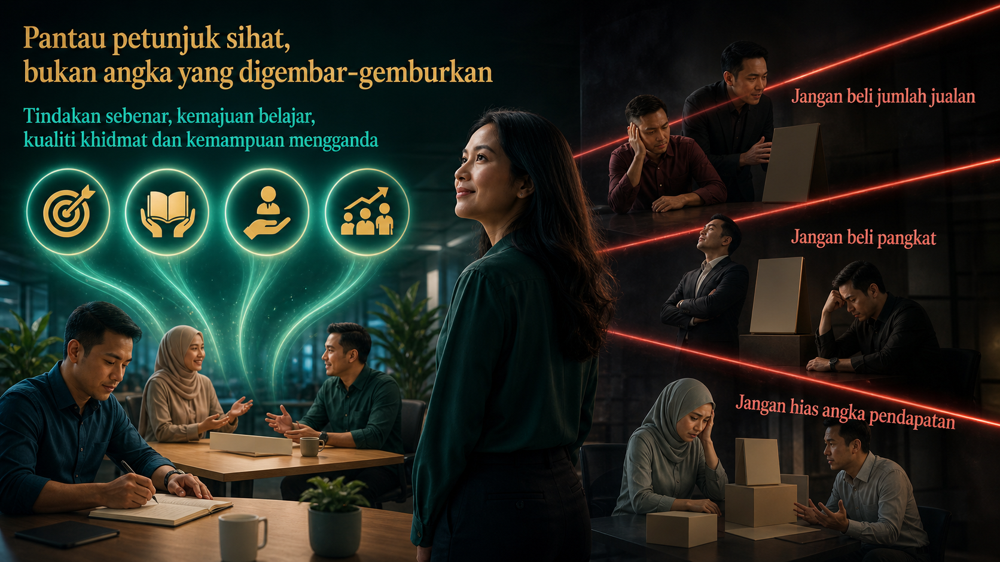 Pantau petunjuk sihat,
bukan angka yang digembar-gemburkan
Tindakan sebenar, kemajuan belajar,
kualiti khidmat dan kemampuan mengganda
Jangan beli jumlah jualan
Jangan beli pangkat
Jangan hias angka pendapatan